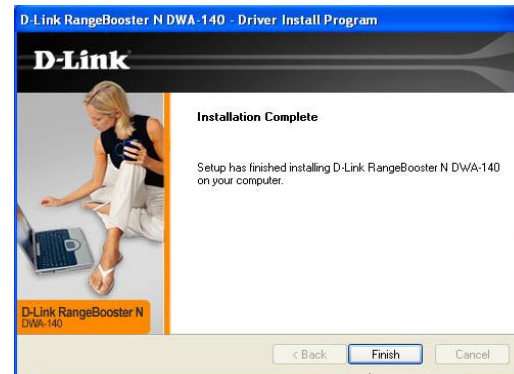 D-Link RangeBooster N DWA-140 - Driver Install Program
D-Link
Installation Complete
Setup has finished installing D-Link RangeBooster N DWA-140
on your computer.
D-Link RangeBooster N
DWA-140
< Back
Finish
Cancel